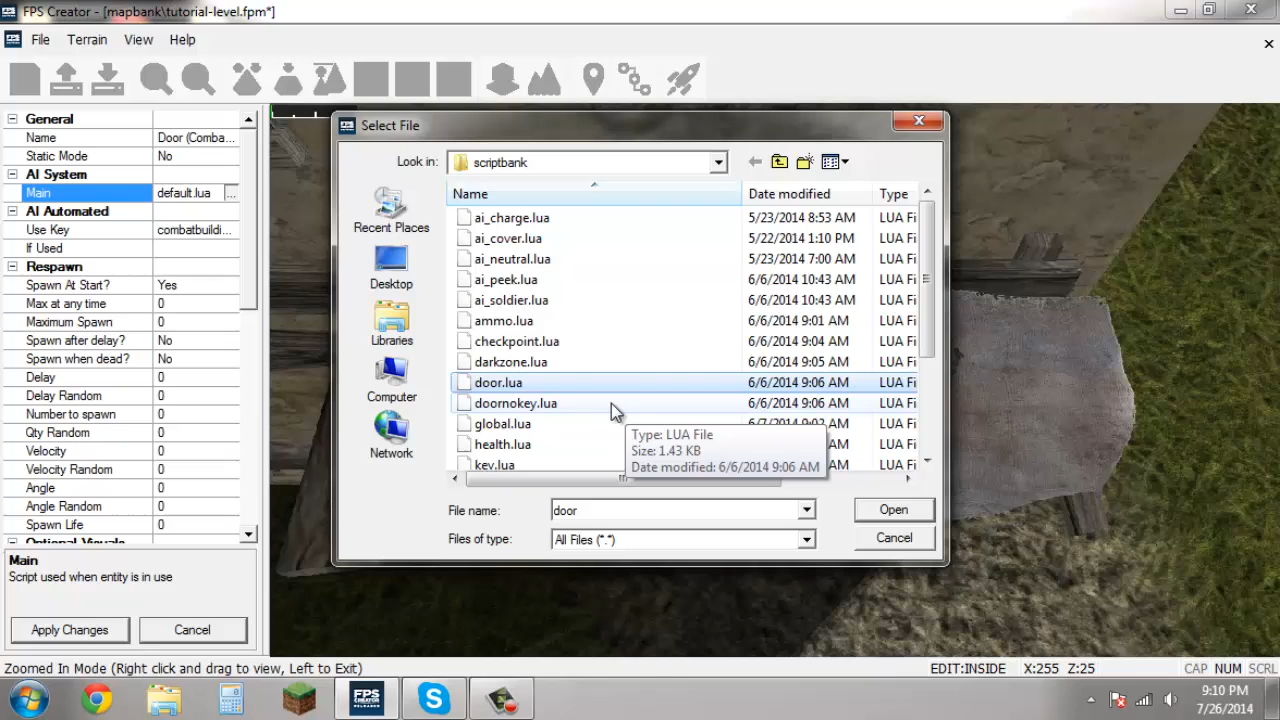 FPS Creator - [mapbank\tutorial-level.fpm*]
File Terrain View Help
General
Name Door (Comba...
Static Mode No
AI System
Main default.lua ...
AI Automated
Use Key combatbuildi...
If Used
Respawn
Spawn At Start? Yes
Max at any time 0
Maximum Spawn 0
Spawn after delay? No
Spawn when dead? No
Delay 0
Delay Random 0
Number to spawn 0
Qty Random 0
Velocity 0
Velocity Random 0
Angle 0
Angle Random 0
Spawn Life 0
Optional Visuals
Main
Script used when entity is in use
Apply Changes Cancel
Select File
Look in: scriptbank
Recent Places
Desktop
Libraries
Computer
Network
Name Date modified Type
ai_charge.lua 5/23/2014 8:53 AM LUA Fi
ai_cover.lua 5/22/2014 1:10 PM LUA Fi
ai_neutral.lua 5/23/2014 7:00 AM LUA Fi
ai_peek.lua 6/6/2014 10:43 AM LUA Fi
ai_soldier.lua 6/6/2014 10:43 AM LUA Fi
ammo.lua 6/6/2014 9:01 AM LUA Fi
checkpoint.lua 6/6/2014 9:04 AM LUA Fi
darkzone.lua 6/6/2014 9:05 AM LUA Fi
door.lua 6/6/2014 9:06 AM LUA Fi
doornokey.lua 6/6/2014 9:06 AM LUA Fi
global.lua AM LUA Fi
health.lua AM LUA Fi
key.lua AM LUA Fi
Type: LUA File
Size: 1.43 KB
Date modified: 6/6/2014 9:06 AM
File name: door Open
Files of type: All Files (*.*) Cancel
Zoomed In Mode (Right click and drag to view, Left to Exit) EDIT:INSIDE X:255 Z:25 CAP NUM SCRL
FPS
CREATOR
9:10 PM
7/26/2014